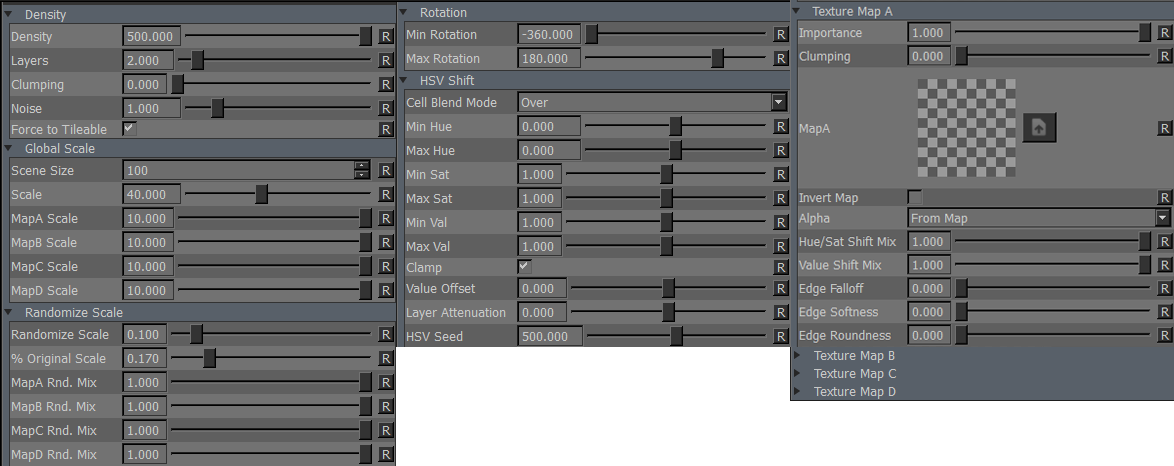 Density
Density 500.000 R
Layers 2.000 R
Clumping 0.000 R
Noise 1.000 R
Force to Tileable R
Global Scale
Scene Size 100 R
Scale 40.000 R
MapA Scale 10.000 R
MapB Scale 10.000 R
MapC Scale 10.000 R
MapD Scale 10.000 R
Randomize Scale
Randomize Scale 0.100 R
% Original Scale 0.170 R
MapA Rnd. Mix 1.000 R
MapB Rnd. Mix 1.000 R
MapC Rnd. Mix 1.000 R
MapD Rnd. Mix 1.000 R
Rotation
Min Rotation -360.000 R
Max Rotation 180.000 R
HSV Shift
Cell Blend Mode Over R
Min Hue 0.000 R
Max Hue 0.000 R
Min Sat 1.000 R
Max Sat 1.000 R
Min Val 1.000 R
Max Val 1.000 R
Clamp R
Value Offset 0.000 R
Layer Attenuation 0.000 R
HSV Seed 500.000 R
Texture Map A
Importance 1.000 R
Clumping 0.000 R
MapA R
Invert Map R
Alpha From Map R
Hue/Sat Shift Mix 1.000 R
Value Shift Mix 1.000 R
Edge Falloff 0.000 R
Edge Softness 0.000 R
Edge Roundness 0.000 R
Texture Map B
Texture Map C
Texture Map D